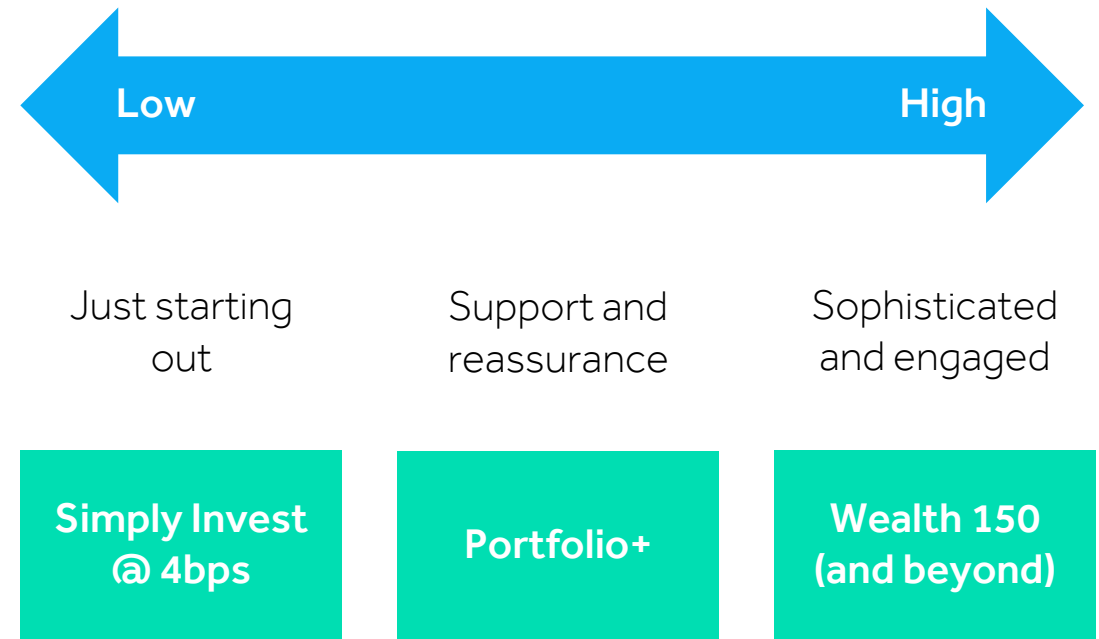 Low
High
Just starting
out
Support and
reassurance
Sophisticated
and engaged
Simply Invest
@ 4bps
Portfolio+
Wealth 150
(and beyond)